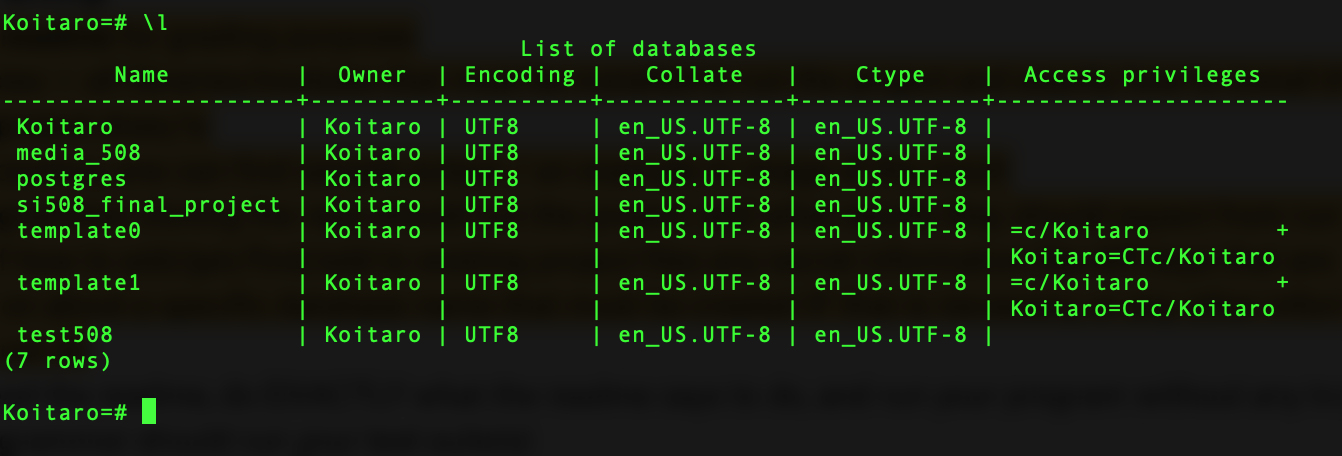 Koitaro=# \l
                                      List of databases
        Name         |  Owner  | Encoding |   Collate   |    Ctype    |  Access privileges
---------------------+---------+----------+-------------+-------------+---------------------
 Koitaro             | Koitaro | UTF8     | en_US.UTF-8 | en_US.UTF-8 |
 media_508           | Koitaro | UTF8     | en_US.UTF-8 | en_US.UTF-8 |
 postgres            | Koitaro | UTF8     | en_US.UTF-8 | en_US.UTF-8 |
 si508_final_project | Koitaro | UTF8     | en_US.UTF-8 | en_US.UTF-8 |
 template0           | Koitaro | UTF8     | en_US.UTF-8 | en_US.UTF-8 | =c/Koitaro         +
                     |         |          |             |             | Koitaro=CTc/Koitaro
 template1           | Koitaro | UTF8     | en_US.UTF-8 | en_US.UTF-8 | =c/Koitaro         +
                     |         |          |             |             | Koitaro=CTc/Koitaro
 test508             | Koitaro | UTF8     | en_US.UTF-8 | en_US.UTF-8 |
(7 rows)
Koitaro=#